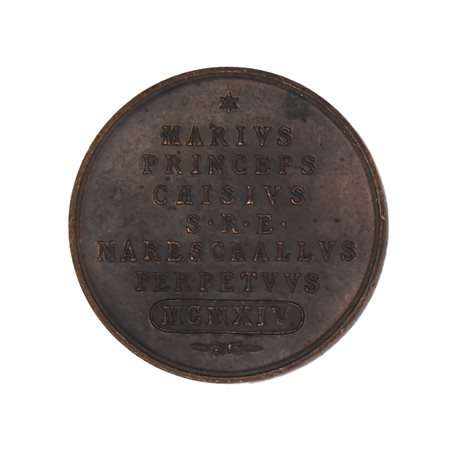 MARIVS
PRINCEPS
CHISIVS
S·R·E·
MARESCHALLVS
PERPETVVS
MCMXIV